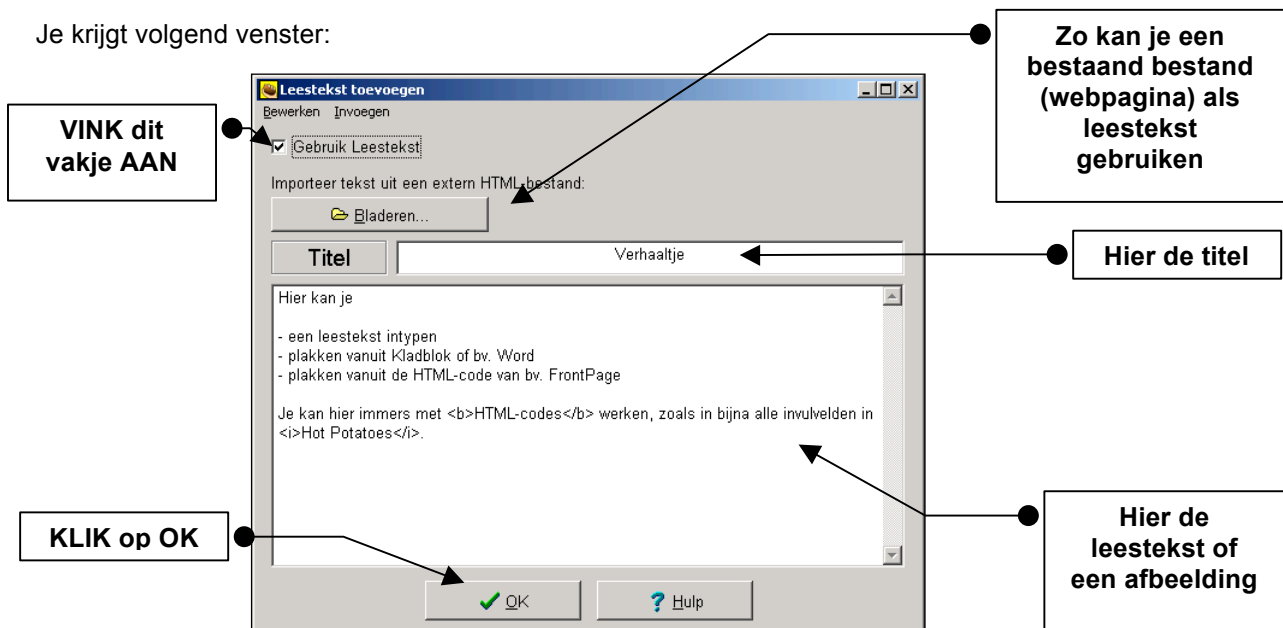 Je krijgt volgend venster:
Zo kan je een
bestaand bestand
(webpagina) als
leestekst
gebruiken
Leestekst toevoegen
Bewerken Invoegen
VINK dit
vakje AAN
Gebruik Leestekst
Importeer tekst uit een extern HTML-bestand:
Bladeren...
Titel
Verhaaltje
Hier de titel
Hier kan je
- een leestekst intypen
- plakken vanuit Kladblok of bv. Word
- plakken vanuit de HTML-code van bv. FrontPage
Je kan hier immers met <b>HTML-codes</b> werken, zoals in bijna alle invulvelden in
<i>Hot Potatoes</i>.
KLIK op OK
Hier de
leestekst of
een afbeelding
OK
Hulp